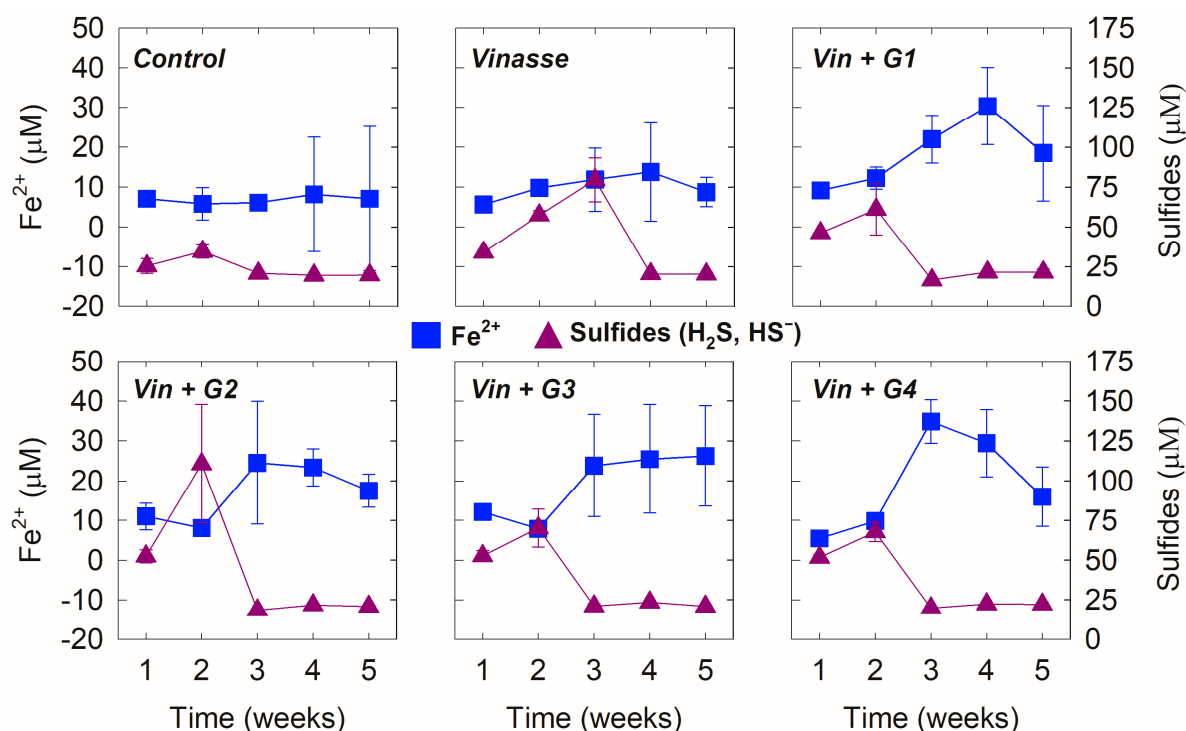 Control
Vinasse
Vin + G1
50
40
30
20
10
0
-10
-20
Fe²⁺ (μM)
175
150
125
100
75
50
25
0
Sulfides (μM)
Fe²⁺
Sulfides (H₂S, HS⁻)
Vin + G2
Vin + G3
Vin + G4
50
40
30
20
10
0
-10
-20
Fe²⁺ (μM)
175
150
125
100
75
50
25
0
Sulfides (μM)
1 2 3 4 5
1 2 3 4 5
1 2 3 4 5
Time (weeks)
Time (weeks)
Time (weeks)